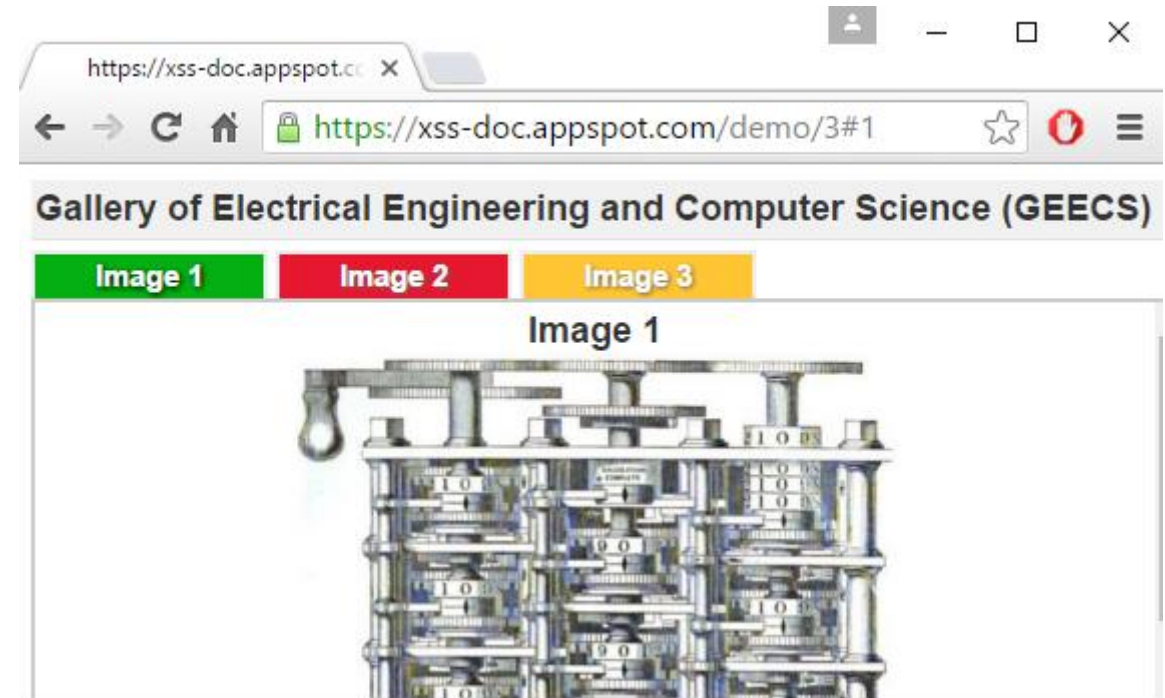 https://xss-doc.appspot.cc
https://xss-doc.appspot.com/demo/3#1
Gallery of Electrical Engineering and Computer Science (GEECS)
Image 1
Image 2
Image 3
Image 1